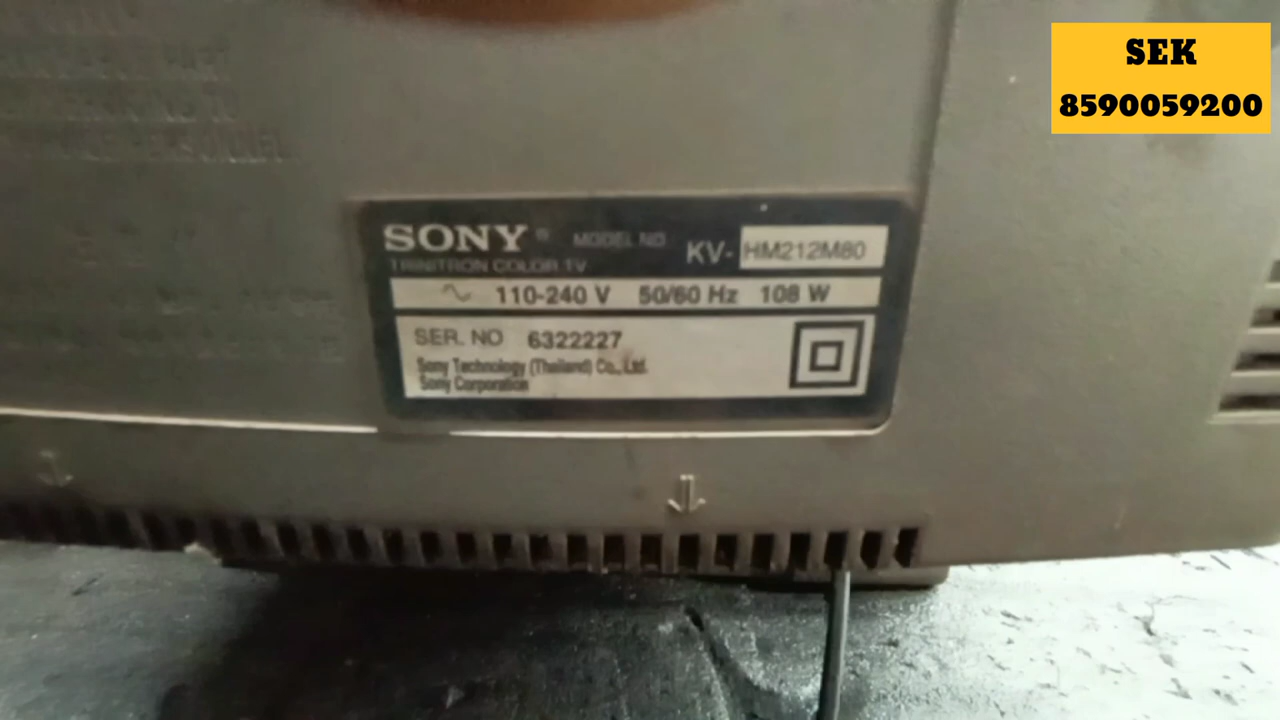 SEK
8590059200
SONY ® MODEL NO. KV- HM212M80
TRINITRON COLOR TV
110-240 V 50/60 Hz 108 W
SER. NO 6322227
Sony Technology (Thailand) Co., Ltd.
Sony Corporation